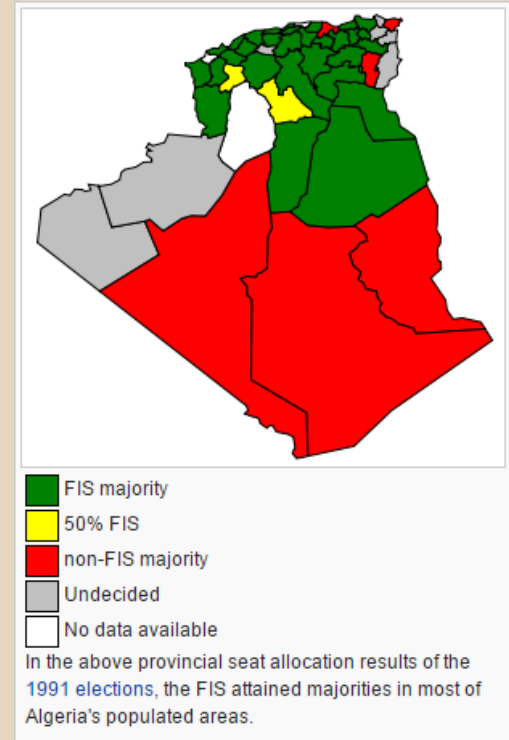 FIS majority
50% FIS
non-FIS majority
Undecided
No data available
In the above provincial seat allocation results of the
1991 elections, the FIS attained majorities in most of
Algeria's populated areas.